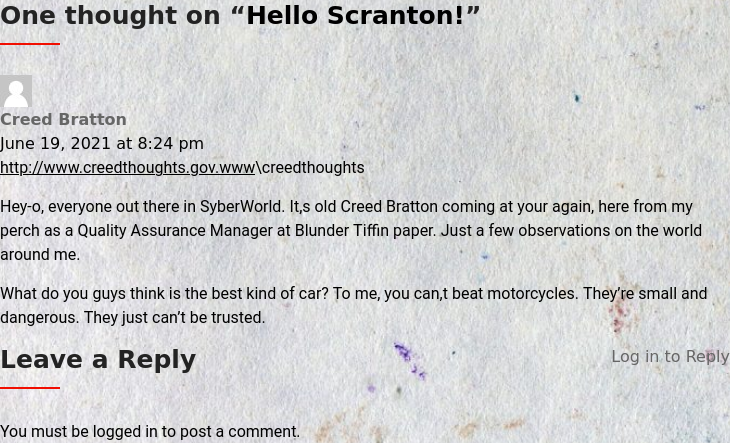 One thought on “Hello Scranton!”
Creed Bratton
June 19, 2021 at 8:24 pm
http://www.creedthoughts.gov.www\creedthoughts
Hey-o, everyone out there in SyberWorld. It,s old Creed Bratton coming at your again, here from my
perch as a Quality Assurance Manager at Blunder Tiffin paper. Just a few observations on the world
around me.
What do you guys think is the best kind of car? To me, you can,t beat motorcycles. They’re small and
dangerous. They just can’t be trusted.
Leave a Reply
Log in to Reply
You must be logged in to post a comment.